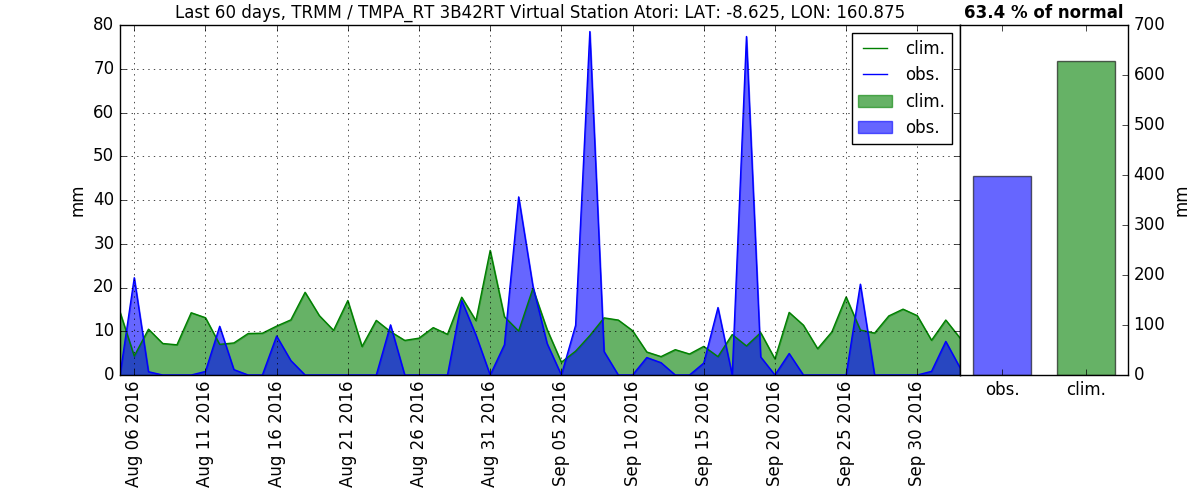 Last 60 days, TRMM / TMPA_RT 3B42RT Virtual Station Atori: LAT: -8.625, LON: 160.875
63.4 % of normal
80
70
60
50
40
30
20
10
0
mm
clim.
obs.
clim.
obs.
Aug 06 2016
Aug 11 2016
Aug 16 2016
Aug 21 2016
Aug 26 2016
Aug 31 2016
Sep 05 2016
Sep 10 2016
Sep 15 2016
Sep 20 2016
Sep 25 2016
Sep 30 2016
700
600
500
400
300
200
100
0
mm
obs.
clim.